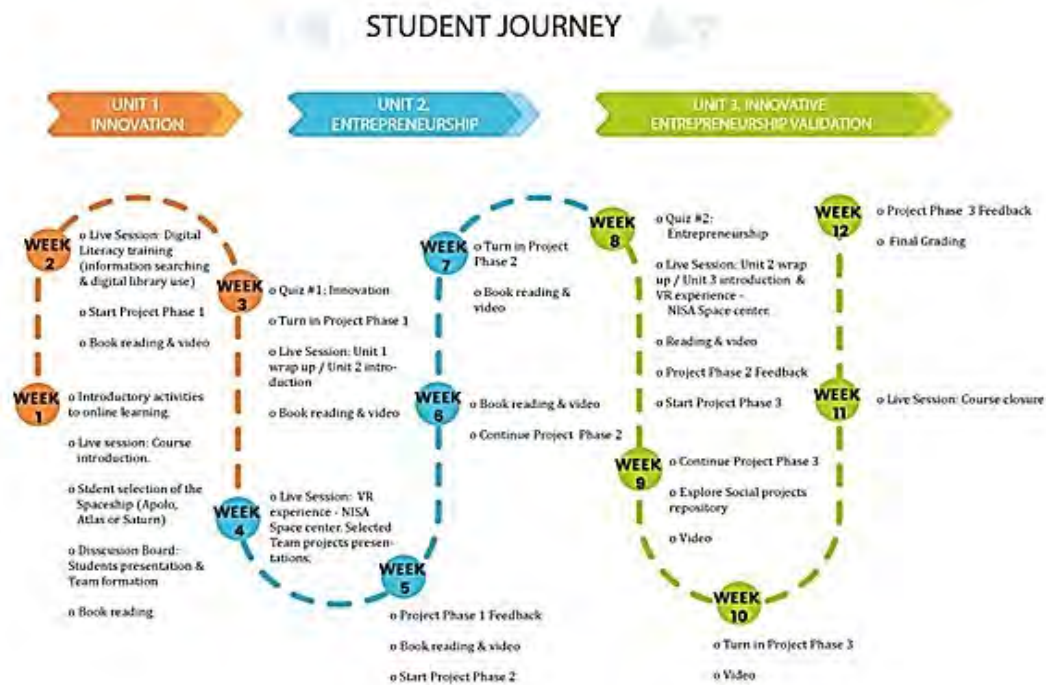 STUDENT JOURNEY
UNIT 1.
INNOVATION
UNIT 2.
ENTREPRENEURSHIP
UNIT 3. INNOVATIVE
ENTREPRENEURSHIP VALIDATION
WEEK
1
o Introductory activities
to online learning.
o Live session: Course
introduction.
o Stdent selection of the
Spaceship (Apolo,
Atlas or Saturn)
o Disscusion Board:
Students presentation &
Team formation
o Book reading
WEEK
2
o Live Session: Digital
Literacy training
(information searching
& digital library use)
o Start Project Phase 1
o Book reading & video
WEEK
3
o Quiz #1: Innovation
o Turn in Project Phase 1
o Live Session: Unit 1
wrap up / Unit 2 intro-
duction
o Book reading & video
WEEK
4
o Live Session: VR
experience - NISA
Space center. Selected
Team projects presen-
tations.
WEEK
5
o Project Phase 1 Feedback
o Book reading & video
o Start Project Phase 2
WEEK
6
o Book reading & video
o Continue Project Phase 2
WEEK
7
o Turn in Project
Phase 2
o Book reading &
video
WEEK
8
o Quiz #2:
Entrepreneurship
o Live Session: Unit 2 wrap
up / Unit 3 introduction &
VR experience -
NISA Space center.
o Reading & video
o Project Phase 2 Feedback
o Start Project Phase 3
WEEK
9
o Continue Project Phase 3
o Explore Social projects
repository
o Video
WEEK
10
o Turn in Project Phase 3
o Video
WEEK
11
o Live Session: Course closure
WEEK
12
o Project Phase 3 Feedback
o Final Grading